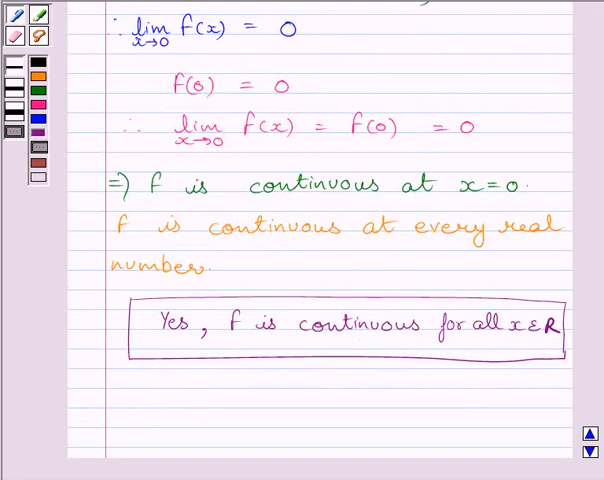 ∴ lim f(x) = 0
x→0
f(0) = 0
∴ lim f(x) = f(0) = 0
x→0
=) f is continuous at x=0.
f is continuous at every real
number.
Yes, f is continuous for all x ε R